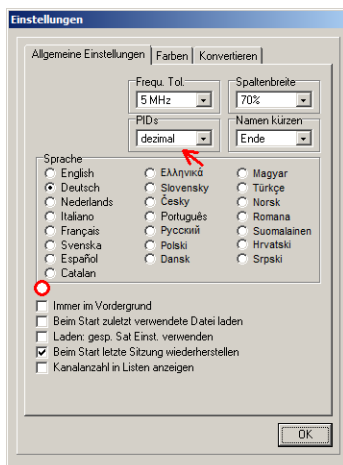 Einstellungen
Allgemeine Einstellungen Farben Konvertieren
Frequ. Tol. Spaltenbreite
5 MHz 70%
PIDs Namen kürzen
dezimal Ende
Sprache
English Ελληνικά Magyar
Deutsch Slovensky Türkçe
Nederlands Česky Norsk
Italiano Português Romana
Français Русский Suomalainen
Svenska Polski Hrvatski
Español Dansk Srpski
Catalan
Immer im Vordergrund
Beim Start zuletzt verwendete Datei laden
Laden: gesp. Sat Einst. verwenden
Beim Start letzte Sitzung wiederherstellen
Kanalanzahl in Listen anzeigen
OK